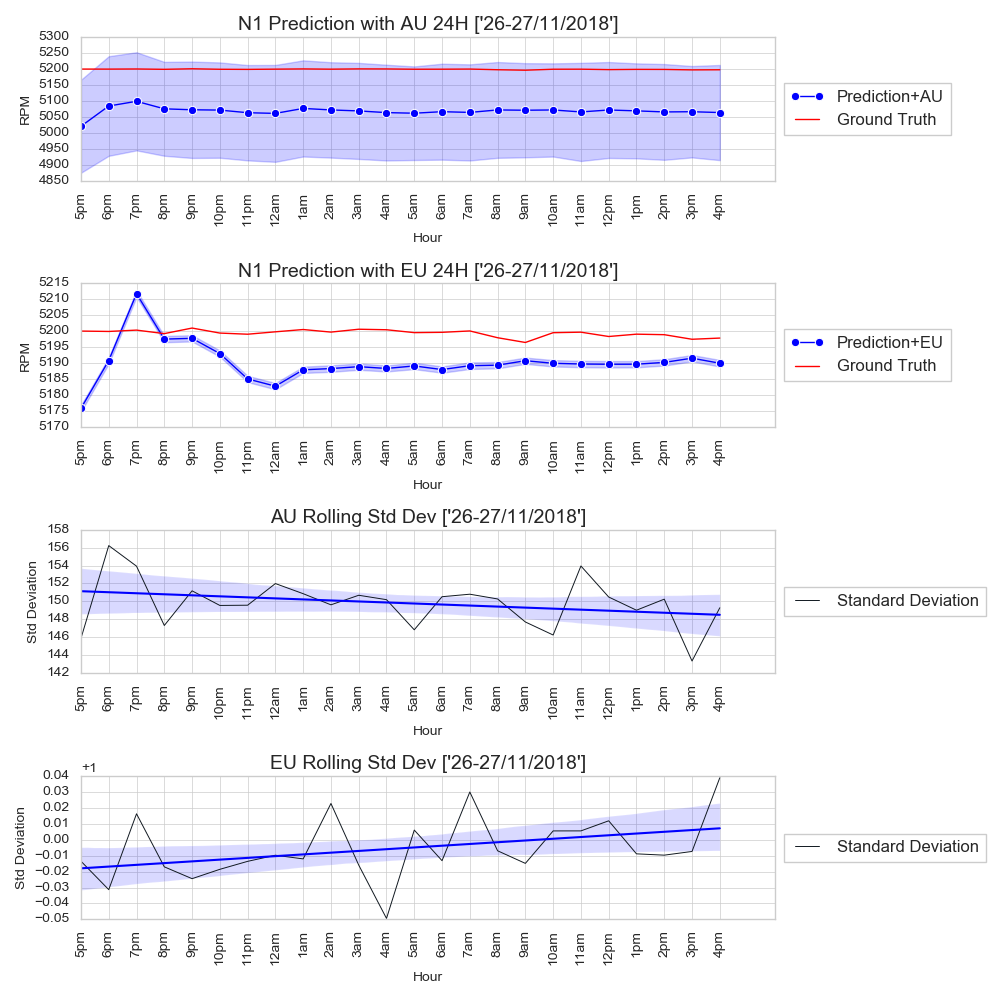 N1 Prediction with AU 24H ['26-27/11/2018']
5300
5250
5200
5150
5100
5050
5000
4950
4900
4850
RPM
5pm 6pm 7pm 8pm 9pm 10pm 11pm 12am 1am 2am 3am 4am 5am 6am 7am 8am 9am 10am 11am 12pm 1pm 2pm 3pm 4pm
Hour
Prediction+AU
Ground Truth
N1 Prediction with EU 24H ['26-27/11/2018']
5215
5210
5205
5200
5195
5190
5185
5180
5175
5170
RPM
5pm 6pm 7pm 8pm 9pm 10pm 11pm 12am 1am 2am 3am 4am 5am 6am 7am 8am 9am 10am 11am 12pm 1pm 2pm 3pm 4pm
Hour
Prediction+EU
Ground Truth
AU Rolling Std Dev ['26-27/11/2018']
158
156
154
152
150
148
146
144
142
Std Deviation
5pm 6pm 7pm 8pm 9pm 10pm 11pm 12am 1am 2am 3am 4am 5am 6am 7am 8am 9am 10am 11am 12pm 1pm 2pm 3pm 4pm
Hour
Standard Deviation
EU Rolling Std Dev ['26-27/11/2018']
+1
0.04
0.03
0.02
0.01
0.00
−0.01
−0.02
−0.03
−0.04
−0.05
Std Deviation
5pm 6pm 7pm 8pm 9pm 10pm 11pm 12am 1am 2am 3am 4am 5am 6am 7am 8am 9am 10am 11am 12pm 1pm 2pm 3pm 4pm
Hour
Standard Deviation